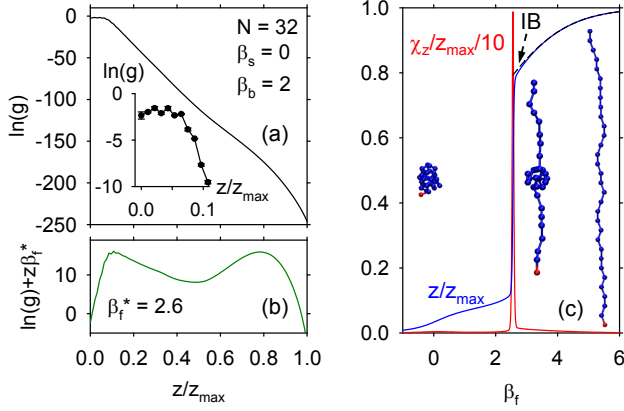 0
-50
-100
-150
-200
-250
ln(g)
N = 32
β_s = 0
β_b = 2
(a)
ln(g)
0
-5
-10
0.0
0.1
z/z_max
ln(g)+zβ_f^*
10
0
β_f^* = 2.6
(b)
0.0 0.2 0.4 0.6 0.8 1.0
z/z_max
1.0
0.8
0.6
0.4
0.2
0.0
χ_z/z_max/10
IB
z/z_max
(c)
0 2 4 6
β_f